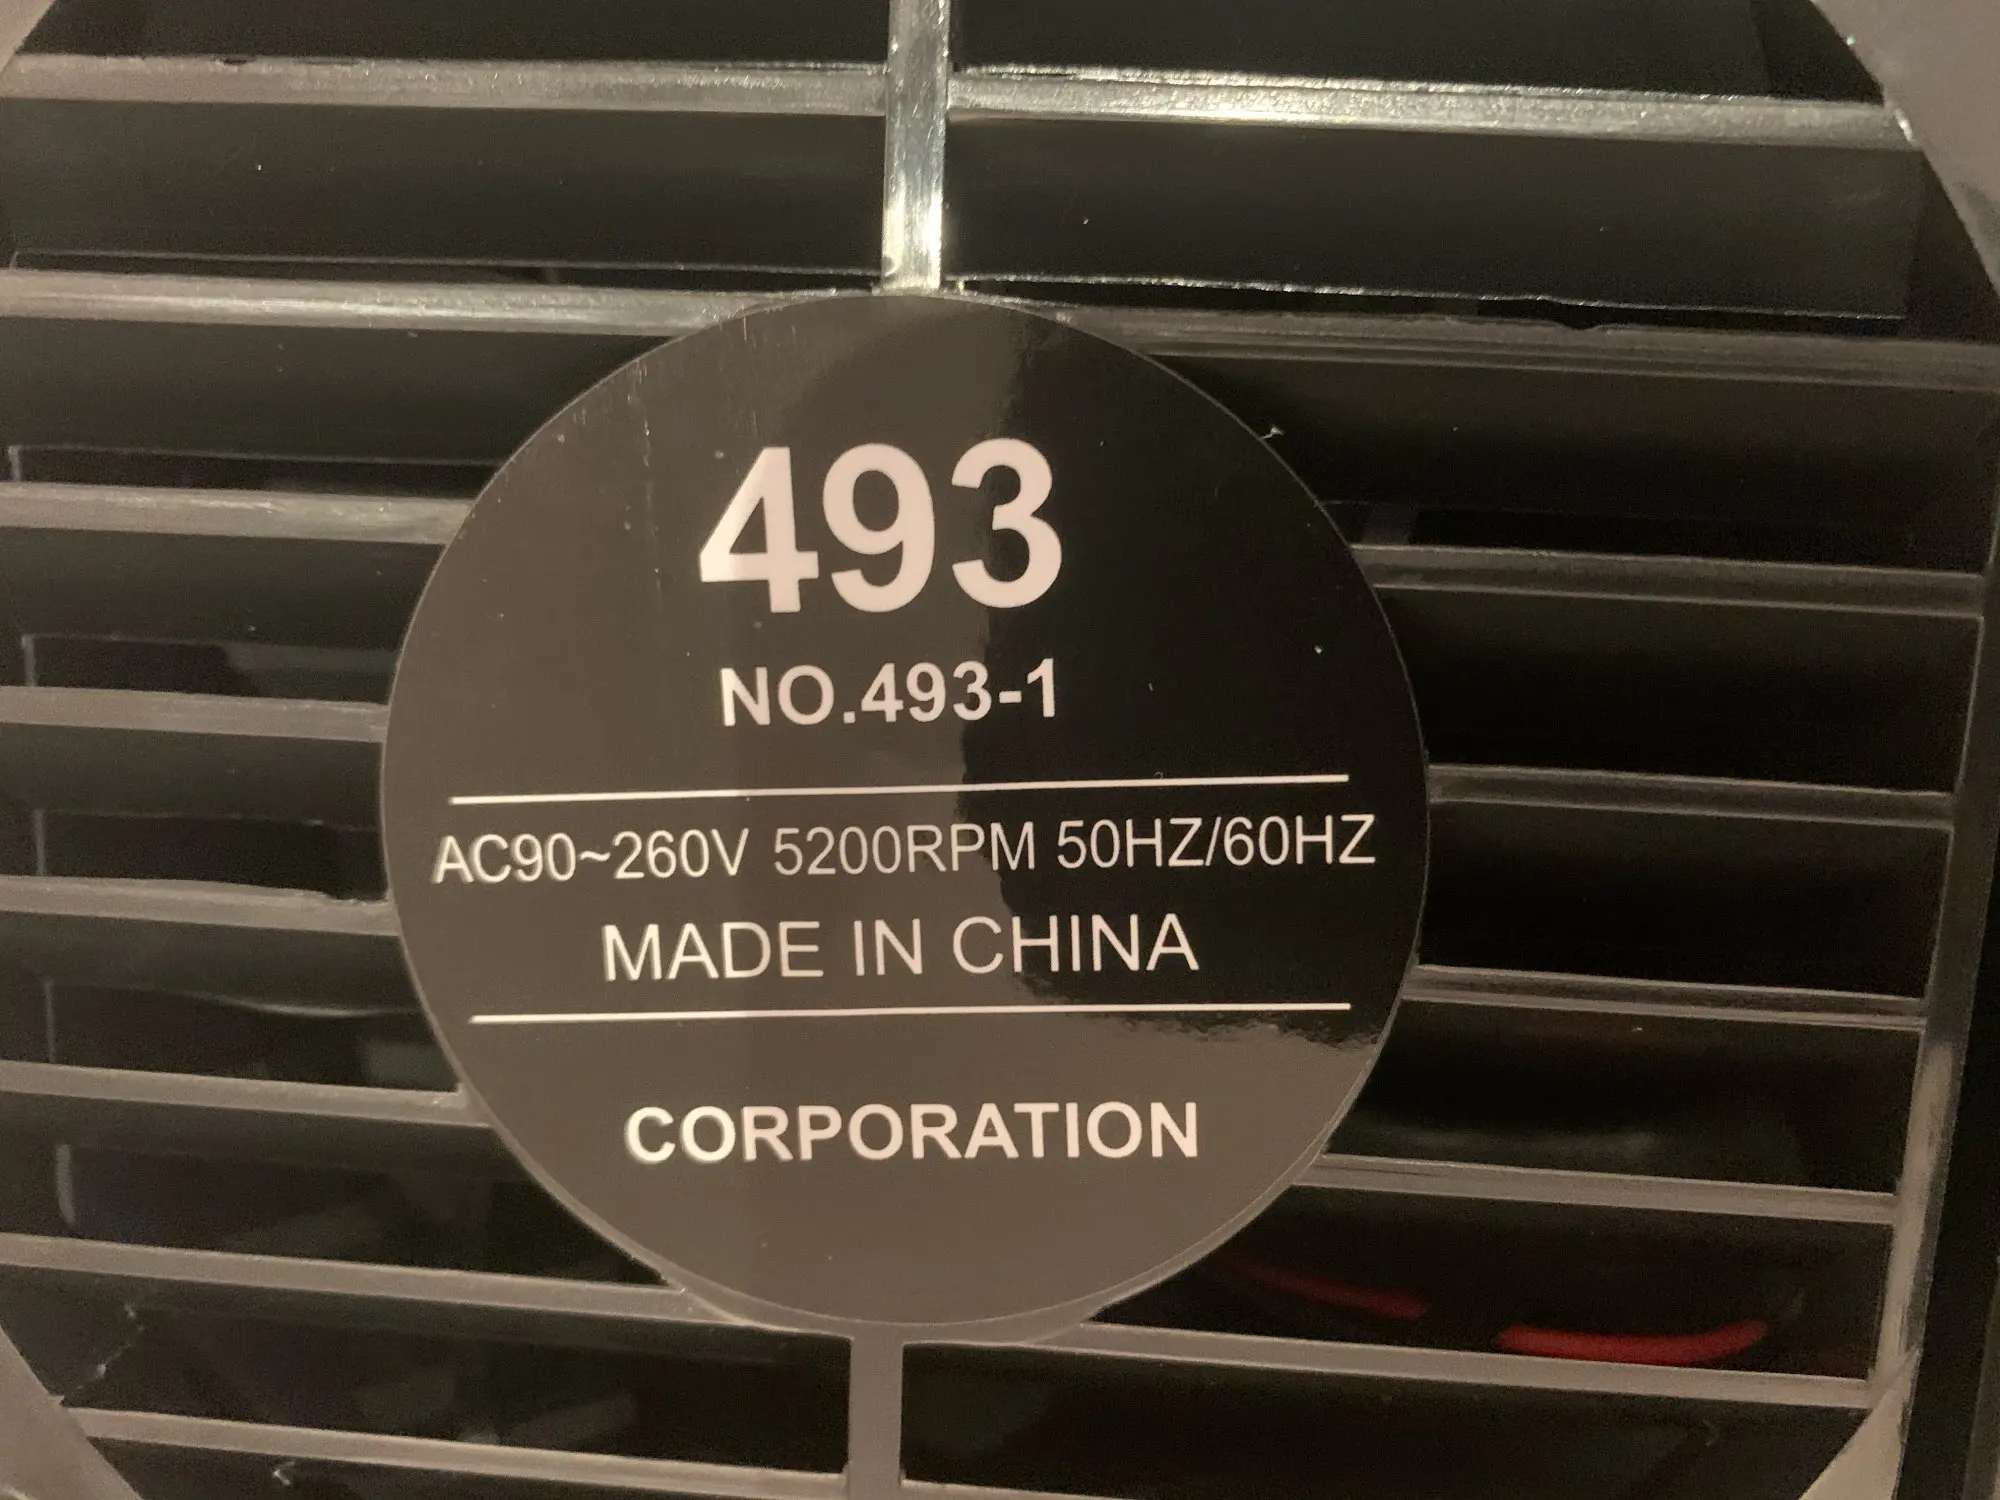 493
NO.493-1
AC90~260V 5200RPM 50HZ/60HZ
MADE IN CHINA
CORPORATION